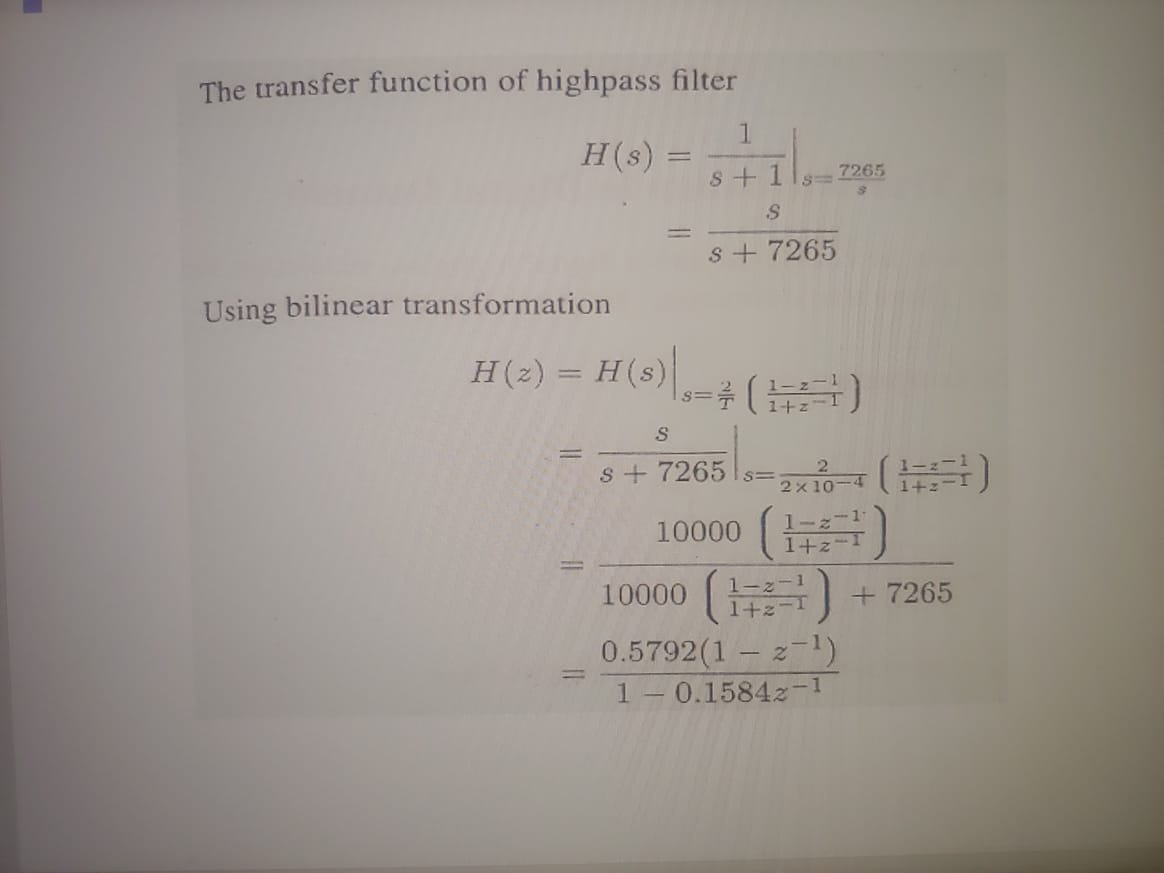 The transfer function of highpass filter
H(s) = \frac{1}{s + 1} \Big|_{s = \frac{7265}{s}}
= \frac{s}{s + 7265}
Using bilinear transformation
H(z) = H(s) \Big|_{s = \frac{2}{T} \left( \frac{1 - z^{-1}}{1 + z^{-1}} \right)}
= \frac{s}{s + 7265} \Big|_{s = \frac{2}{2 \times 10^{-4}} \left( \frac{1 - z^{-1}}{1 + z^{-1}} \right)}
= \frac{10000 \left( \frac{1 - z^{-1}}{1 + z^{-1}} \right)}{10000 \left( \frac{1 - z^{-1}}{1 + z^{-1}} \right) + 7265}
= \frac{0.5792(1 - z^{-1})}{1 - 0.1584z^{-1}}